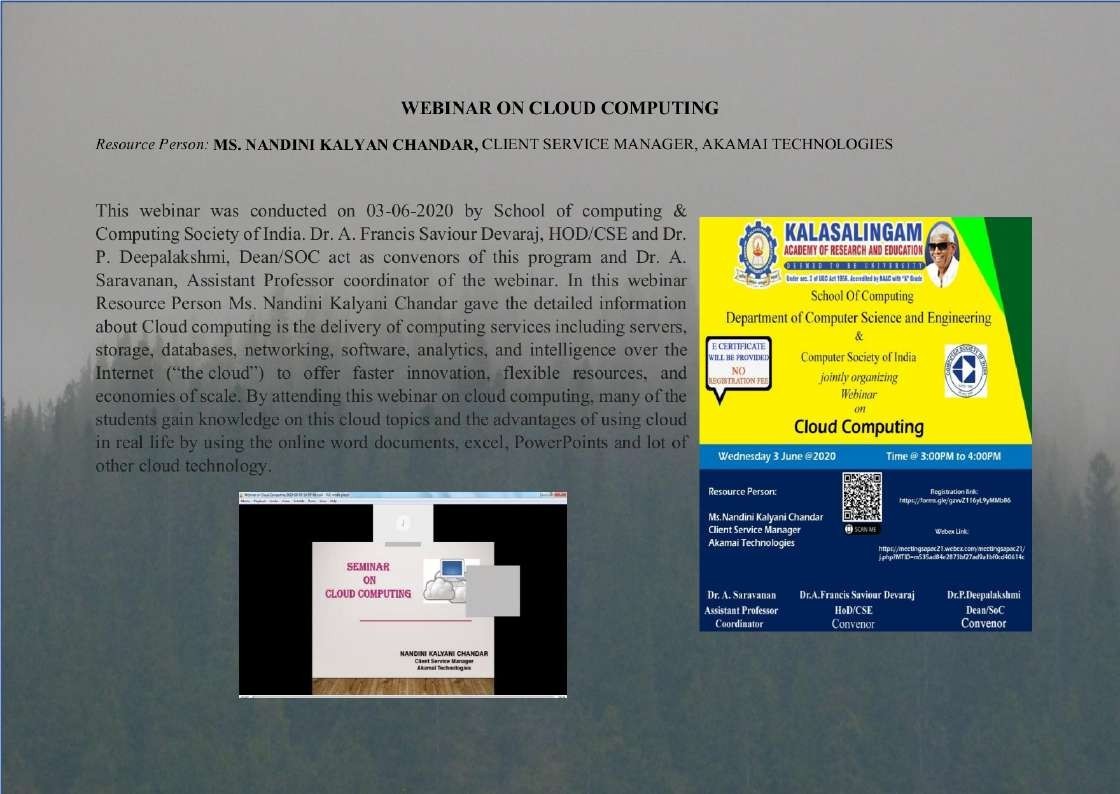 WEBINAR ON CLOUD COMPUTING
Resource Person: MS. NANDINI KALYAN CHANDAR, CLIENT SERVICE MANAGER, AKAMAI TECHNOLOGIES
This webinar was conducted on 03-06-2020 by School of computing &
Computing Society of India. Dr. A. Francis Saviour Devaraj, HOD/CSE and Dr.
P. Deepalakshmi, Dean/SOC act as convenors of this program and Dr. A.
Saravanan, Assistant Professor coordinator of the webinar. In this webinar
Resource Person Ms. Nandini Kalyani Chandar gave the detailed information
about Cloud computing is the delivery of computing services including servers,
storage, databases, networking, software, analytics, and intelligence over the
Internet (“the cloud”) to offer faster innovation, flexible resources, and
economies of scale. By attending this webinar on cloud computing, many of the
students gain knowledge on this cloud topics and the advantages of using cloud
in real life by using the online word documents, excel, PowerPoints and lot of
other cloud technology.
SEMINAR
ON
CLOUD COMPUTING
NANDINI KALYANI CHANDAR
Client Service Manager
Akamai Technologies
KALASALINGAM
ACADEMY OF RESEARCH AND EDUCATION
DEEMED TO BE UNIVERSITY
Under sec. 3 of UGC Act 1956. Accredited by NAAC with "A" Grade
School Of Computing
Department of Computer Science and Engineering
&
E CERTIFICATE
WILL BE PROVIDED
NO
REGISTRATION FEE
Computer Society of India
jointly organizing
Webinar
on
Cloud Computing
Wednesday 3 June @2020 Time @ 3:00PM to 4:00PM
Resource Person:
Ms.Nandini Kalyani Chandar
Client Service Manager
Akamai Technologies
SCAN ME
Registration link:
Webex Link:
https://meetingsapac21.webex.com/meetingsapac21/
Dr. A. Saravanan Dr.A.Francis Saviour Devaraj Dr.P.Deepalakshmi
Assistant Professor HoD/CSE Dean/SoC
Coordinator Convenor Convenor